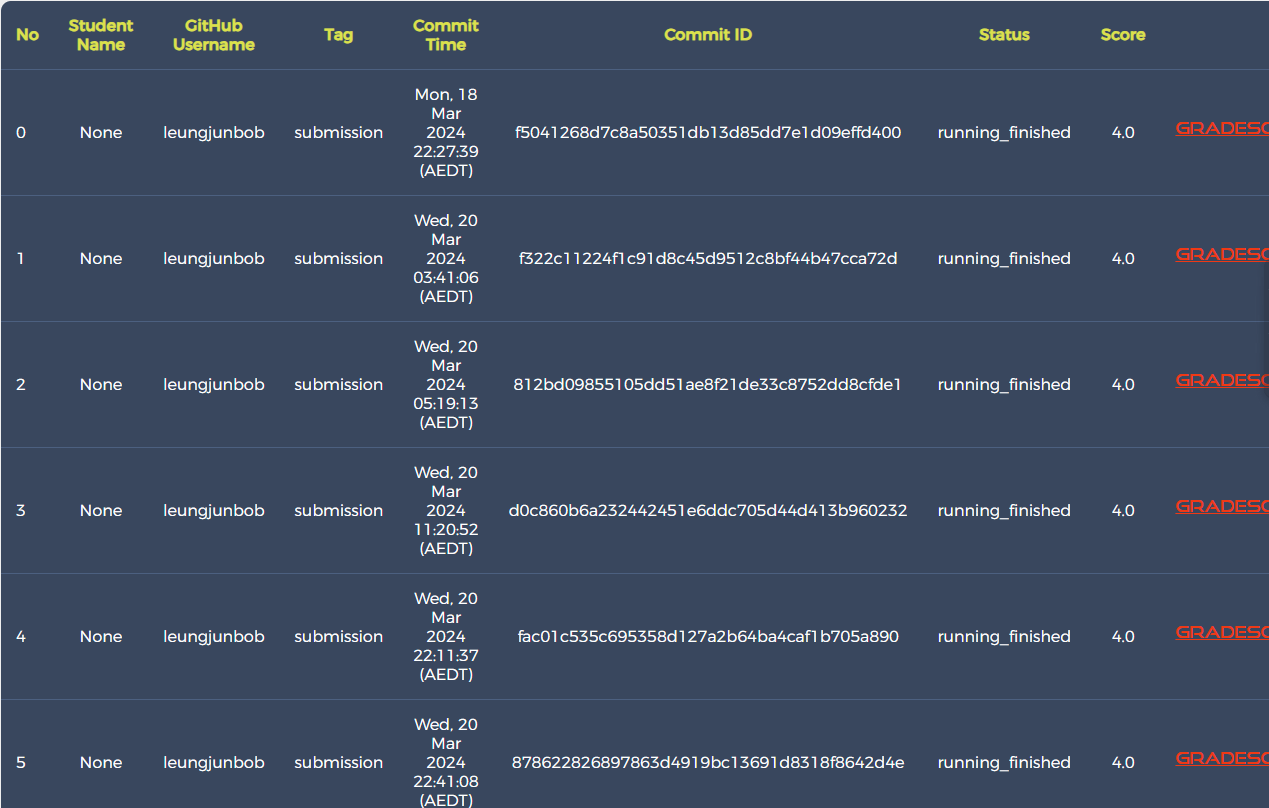 No Student Name GitHub Username Tag Commit Time Commit ID Status Score
0 None leungjunbob submission Mon, 18 Mar 2024 22:27:39 (AEDT) f5041268d7c8a50351db13d85dd7e1d09effd400 running_finished 4.0 GRADESC
1 None leungjunbob submission Wed, 20 Mar 2024 03:41:06 (AEDT) f322c11224f1c91d8c45d9512c8bf44b47cca72d running_finished 4.0 GRADESC
2 None leungjunbob submission Wed, 20 Mar 2024 05:19:13 (AEDT) 812bd09855105dd51ae8f21de33c8752dd8cfde1 running_finished 4.0 GRADESC
3 None leungjunbob submission Wed, 20 Mar 2024 11:20:52 (AEDT) d0c860b6a232442451e6ddc705d44d413b960232 running_finished 4.0 GRADESC
4 None leungjunbob submission Wed, 20 Mar 2024 22:11:37 (AEDT) fac01c535c695358d127a2b64ba4caf1b705a890 running_finished 4.0 GRADESC
5 None leungjunbob submission Wed, 20 Mar 2024 22:41:08 (AEDT) 878622826897863d4919bc13691d8318f8642d4e running_finished 4.0 GRADESC